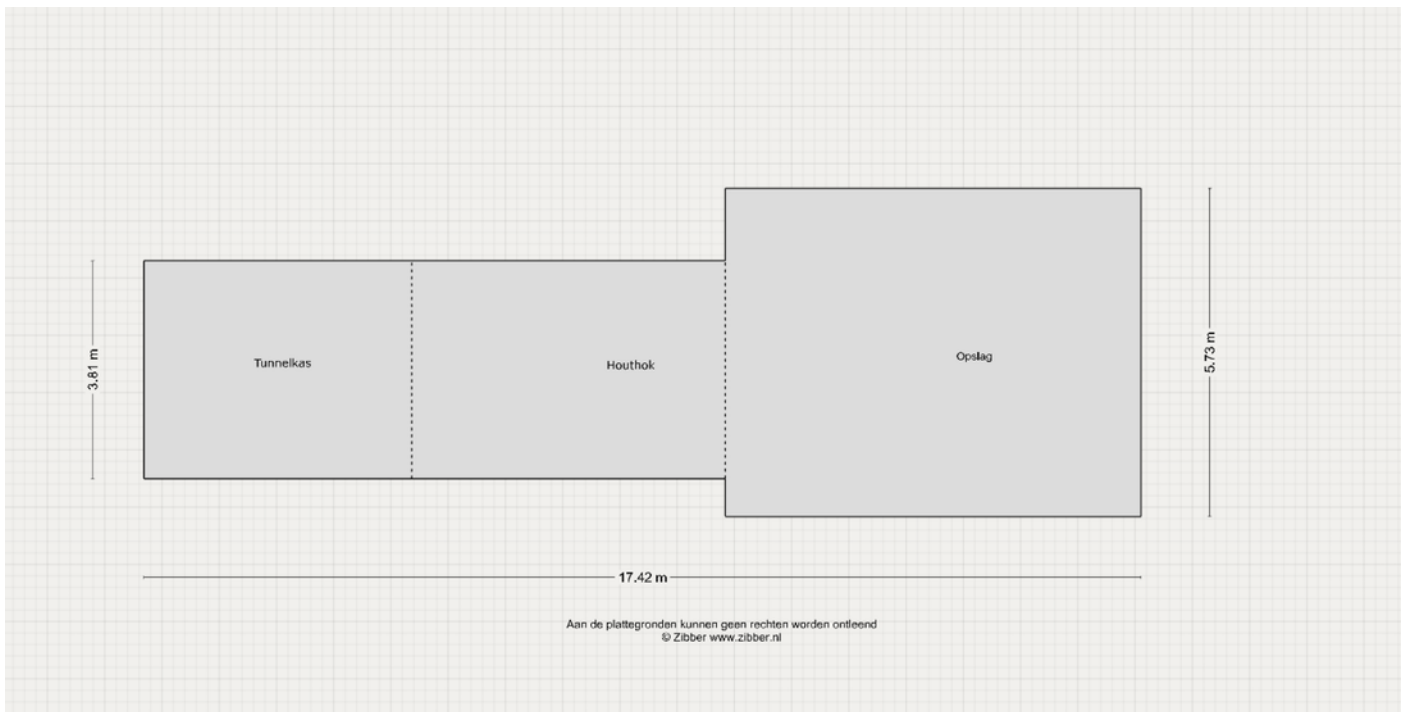 Tunnelkas
Houthok
Opslag
3.81 m
5.73 m
17.42 m
Aan de plattegronden kunnen geen rechten worden ontleend
© Zibber www.zibber.nl